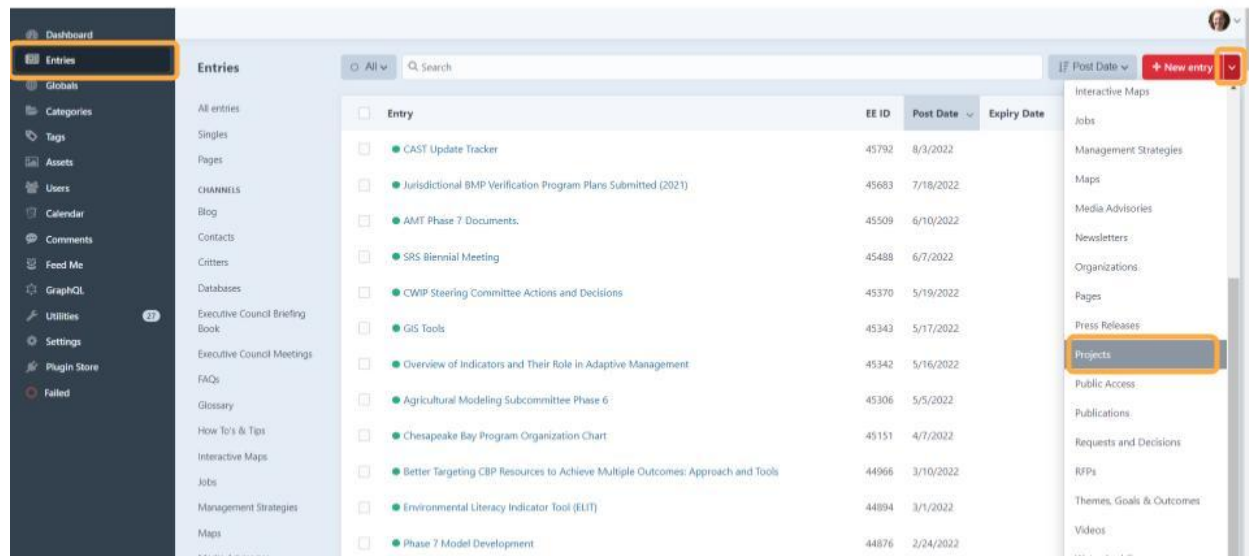 Dashboard
Entries
Globals
Categories
Tags
Assets
Users
Calendar
Comments
Feed Me
GraphQL
Utilities 27
Settings
Plugin Store
Failed
Entries
All entries
Singles
Pages
CHANNELS
Blog
Contacts
Critters
Databases
Executive Council Briefing
Book
Executive Council Meetings
FAQs
Glossary
How To's & Tips
Interactive Maps
Jobs
Management Strategies
Maps
All Search Post Date + New entry
Entry EE ID Post Date Expiry Date
CAST Update Tracker 45792 8/3/2022
Jurisdictional BMP Verification Program Plans Submitted (2021) 45683 7/18/2022
AMT Phase 7 Documents. 45509 6/10/2022
SRS Biennial Meeting 45488 6/7/2022
CWIP Steering Committee Actions and Decisions 45370 5/19/2022
GIS Tools 45343 5/17/2022
Overview of Indicators and Their Role in Adaptive Management 45342 5/16/2022
Agricultural Modeling Subcommittee Phase 6 45306 5/5/2022
Chesapeake Bay Program Organization Chart 45151 4/7/2022
Better Targeting CBP Resources to Achieve Multiple Outcomes: Approach and Tools 44966 3/10/2022
Environmental Literacy Indicator Tool (ELIT) 44894 3/1/2022
Phase 7 Model Development 44876 2/24/2022
Interactive Maps
Jobs
Management Strategies
Maps
Media Advisories
Newsletters
Organizations
Pages
Press Releases
Projects
Public Access
Publications
Requests and Decisions
RFPs
Themes, Goals & Outcomes
Videos